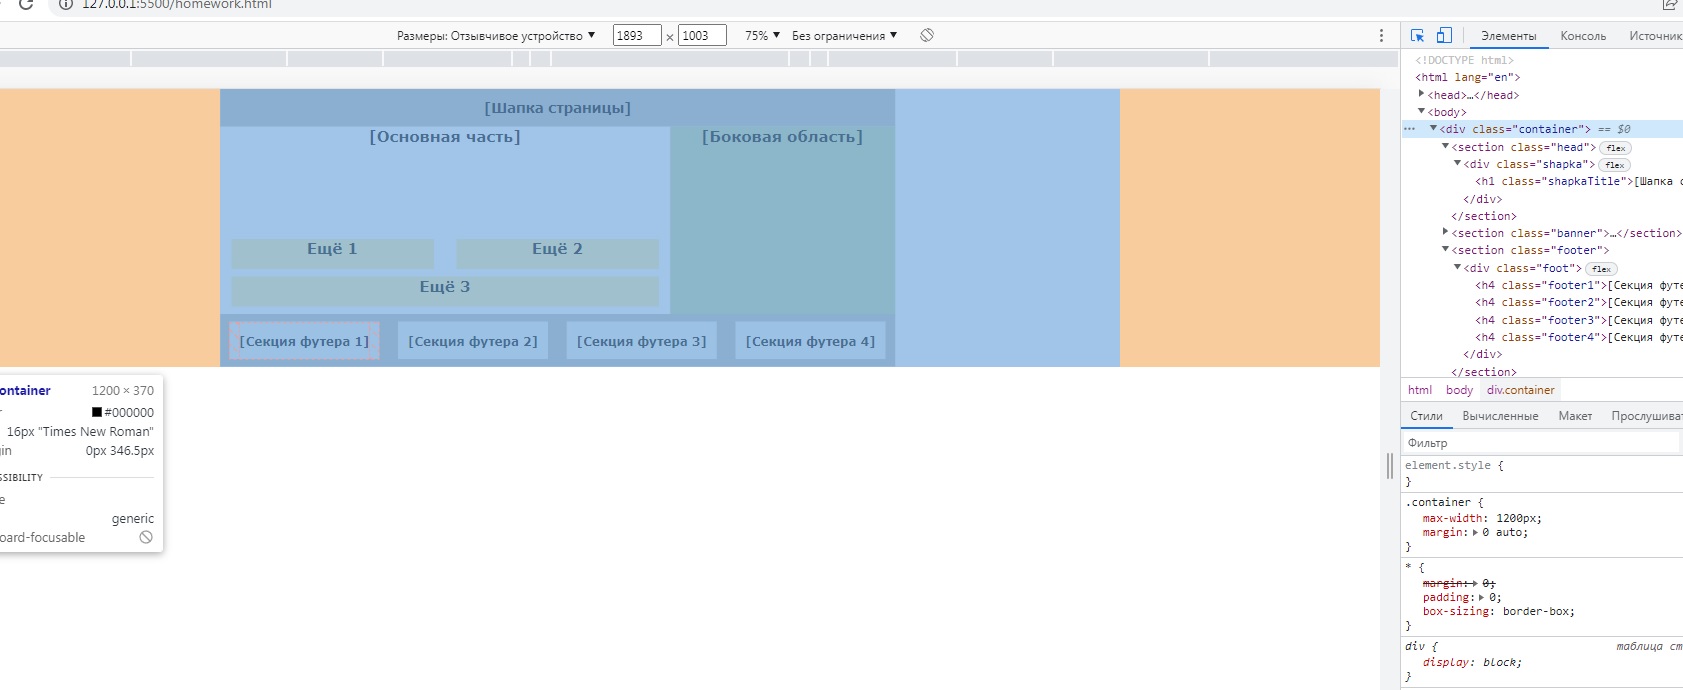 127.0.0.1:5500/homework.html
Размеры: Отзывчивое устройство ▼ 1893 × 1003 75% ▼ Без ограничения ▼
[Шапка страницы]
[Основная часть] [Боковая область]
Ещё 1 Ещё 2
Ещё 3
[Секция футера 1] [Секция футера 2] [Секция футера 3] [Секция футера 4]
ontainer 1200 × 370
#000000
16px "Times New Roman"
gin 0px 346.5px
SSIBILITY
e
generic
oard-focusable
Элементы Консоль Источник
<!DOCTYPE html>
<html lang="en">
<head>…</head>
<body>
<div class="container"> == $0
<section class="head"> flex
<div class="shapka"> flex
<h1 class="shapkaTitle">[Шапка с
</div>
</section>
<section class="banner">…</section>
<section class="footer">
<div class="foot"> flex
<h4 class="footer1">[Секция футе
<h4 class="footer2">[Секция футе
<h4 class="footer3">[Секция футе
<h4 class="footer4">[Секция футе
</div>
</section>
html body div.container
Стили Вычисленные Макет Прослушиват
Фильтр
element.style {
}
.container {
max-width: 1200px;
margin: 0 auto;
}
* {
margin: 0;
padding: 0;
box-sizing: border-box;
}
div { таблица ст
display: block;
}